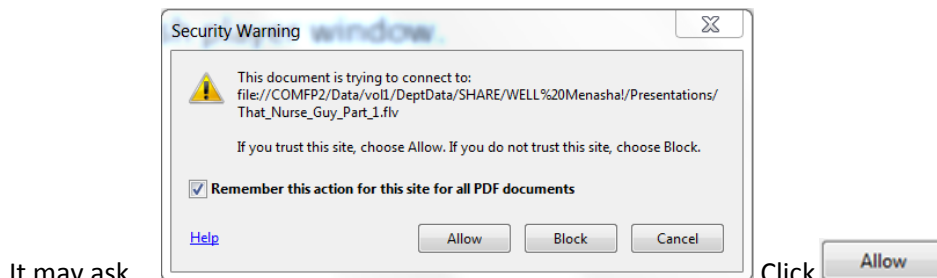 Security Warning
This document is trying to connect to:
file://COMFP2/Data/vol1/DeptData/SHARE/WELL%20Menasha!/Presentations/
That_Nurse_Guy_Part_1.flv
If you trust this site, choose Allow. If you do not trust this site, choose Block.
Remember this action for this site for all PDF documents
Help Allow Block Cancel
It may ask Click Allow